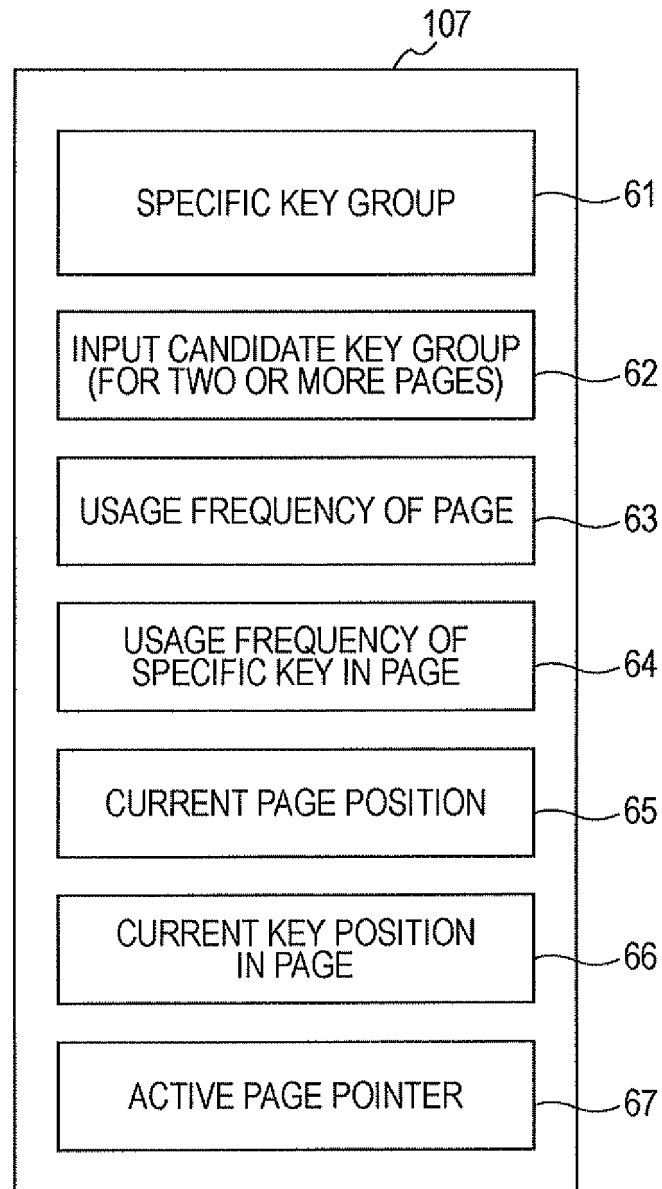 107
SPECIFIC KEY GROUP
61
INPUT CANDIDATE KEY GROUP
(FOR TWO OR MORE PAGES)
62
USAGE FREQUENCY OF PAGE
63
USAGE FREQUENCY OF
SPECIFIC KEY IN PAGE
64
CURRENT PAGE POSITION
65
CURRENT KEY POSITION
IN PAGE
66
ACTIVE PAGE POINTER
67